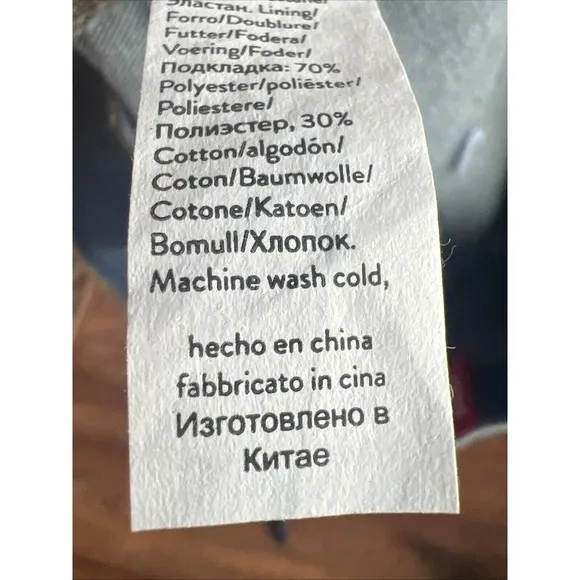 Эластан. Lining/
Forro/Doublure/
Futter/Fodera/
Voering/Foder/
Подкладка: 70%
Polyester/poliéster/
Poliestere/
Полиэстер, 30%
Cotton/algodón/
Coton/Baumwolle/
Cotone/Katoen/
Bomull/Хлопок.
Machine wash cold,
hecho en china
fabbricato in cina
Изготовлено в
Китае